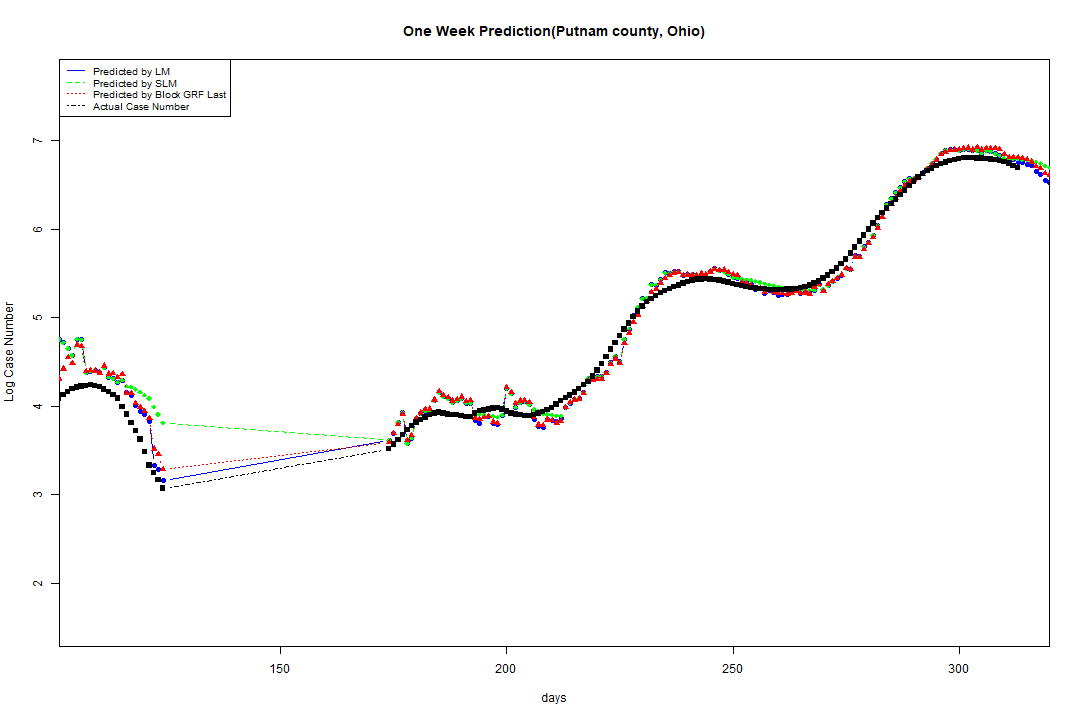 One Week Prediction(Putnam county, Ohio)
Predicted by LM
Predicted by SLM
Predicted by Block GRF Last
Actual Case Number
Log Case Number
7
6
5
4
3
2
150 200 250 300
days